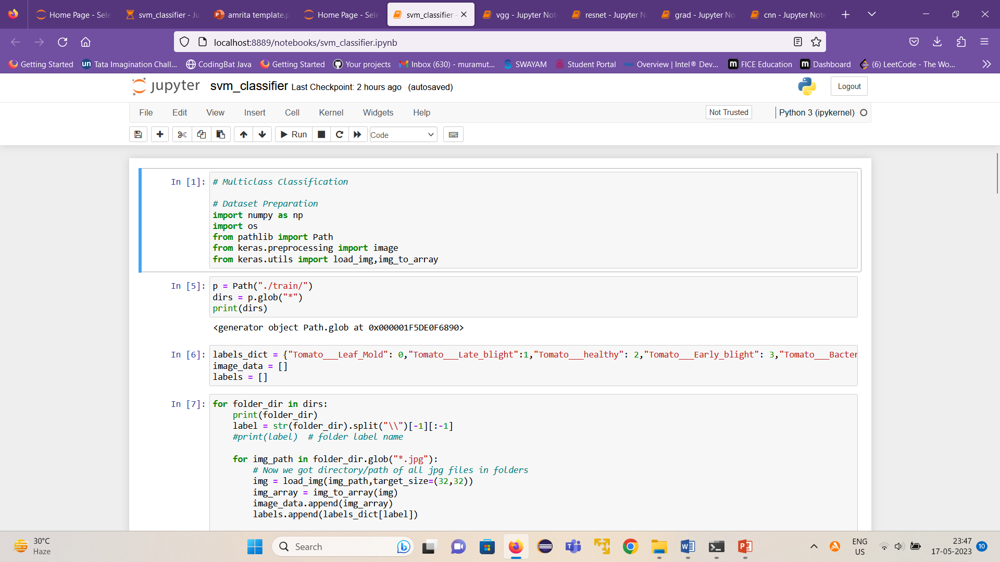 Home Page - Sele
svm_classifier - Ju
amrita template.p
Home Page - Sele
svm_classifier -
vgg - Jupyter Not
resnet - Jupyter N
grad - Jupyter No
cnn - Jupyter Note
localhost:8889/notebooks/svm_classifier.ipynb
Getting Started
un Tata Imagination Chall...
CodingBat Java
Getting Started
Your projects
Inbox (630) - muramut...
SWAYAM
Student Portal
intel Overview | Intel® Dev...
m FICE Education
m Dashboard
(6) LeetCode - The Wo...
jupyter svm_classifier Last Checkpoint: 2 hours ago (autosaved)
Logout
File Edit View Insert Cell Kernel Widgets Help
Not Trusted
Python 3 (ipykernel)
Run
Code
In [1]: # Multiclass Classification
# Dataset Preparation
import numpy as np
import os
from pathlib import Path
from keras.preprocessing import image
from keras.utils import load_img,img_to_array
In [5]: p = Path("./train/")
dirs = p.glob("*")
print(dirs)
<generator object Path.glob at 0x000001F5DE0F6890>
In [6]: labels_dict = {"Tomato___Leaf_Mold": 0,"Tomato___Late_blight":1,"Tomato___healthy": 2,"Tomato___Early_blight": 3,"Tomato___Bacter
image_data = []
labels = []
In [7]: for folder_dir in dirs:
    print(folder_dir)
    label = str(folder_dir).split("\\")[-1][:-1]
    #print(label)  # folder label name
    for img_path in folder_dir.glob("*.jpg"):
        # Now we got directory/path of all jpg files in folders
        img = load_img(img_path,target_size=(32,32))
        img_array = img_to_array(img)
        image_data.append(img_array)
        labels.append(labels_dict[label])
30°C
Haze
Search
ENG
US
23:47
17-05-2023
10